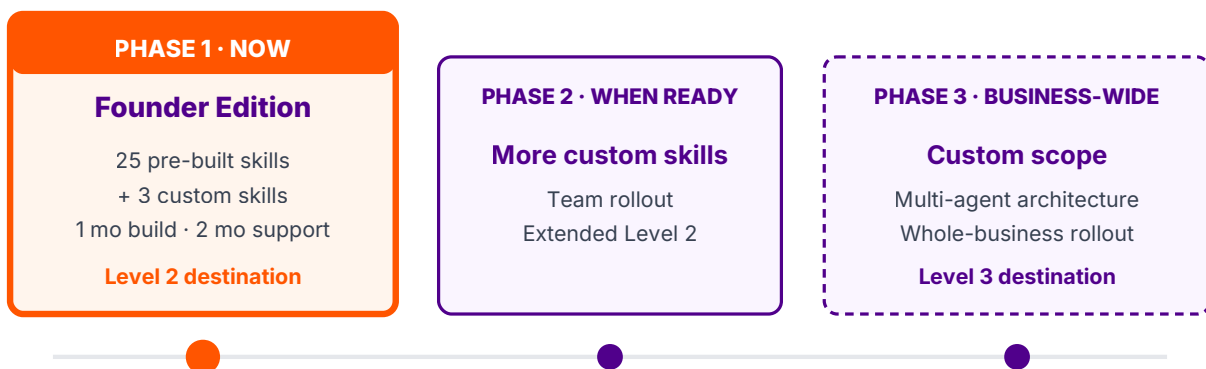 PHASE 1 · NOW
Founder Edition
25 pre-built skills
+ 3 custom skills
1 mo build · 2 mo support
Level 2 destination
PHASE 2 · WHEN READY
More custom skills
Team rollout
Extended Level 2
PHASE 3 · BUSINESS-WIDE
Custom scope
Multi-agent architecture
Whole-business rollout
Level 3 destination